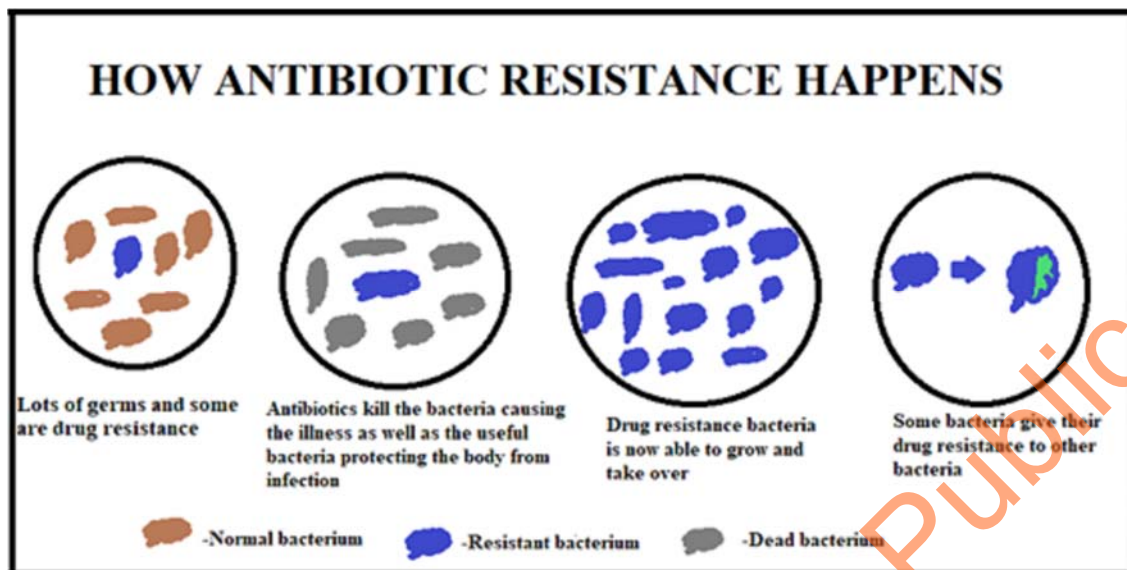 HOW ANTIBIOTIC RESISTANCE HAPPENS
Lots of germs and some
are drug resistance
Antibiotics kill the bacteria causing
the illness as well as the useful
bacteria protecting the body from
infection
Drug resistance bacteria
is now able to grow and
take over
Some bacteria give their
drug resistance to other
bacteria
-Normal bacterium
-Resistant bacterium
-Dead bacterium
Public